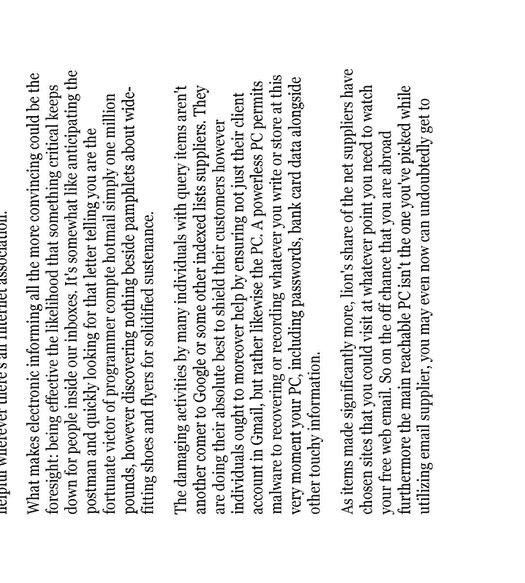 helpful wherever there's an Internet association.
What makes electronic informing all the more convincing could be the
foresight: being effective the likelihood that something critical keeps
down for people inside our inboxes. It's somewhat like anticipating the
postman and quickly looking for that letter telling you are the
fortunate victor of programmer compte hotmail simply one million
pounds, however discovering nothing beside pamphlets about wide-
fitting shoes and flyers for solidified sustenance.
The damaging activities by many individuals with query items aren't
another comer to Google or some other indexed lists suppliers. They
are doing their absolute best to shield their customers however
individuals ought to moreover help by ensuring not just their client
account in Gmail, but rather likewise the PC. A powerless PC permits
malware to recovering or recording whatever you write or store at this
very moment your PC, including passwords, bank card data alongside
other touchy information.
As items made significantly more, lion's share of the net suppliers have
chosen sites that you could visit at whatever point you need to watch
your free web email. So on the off chance that you are abroad
furthermore the main reachable PC isn't the one you've picked while
utilizing email supplier, you may even now can undoubtedly get to